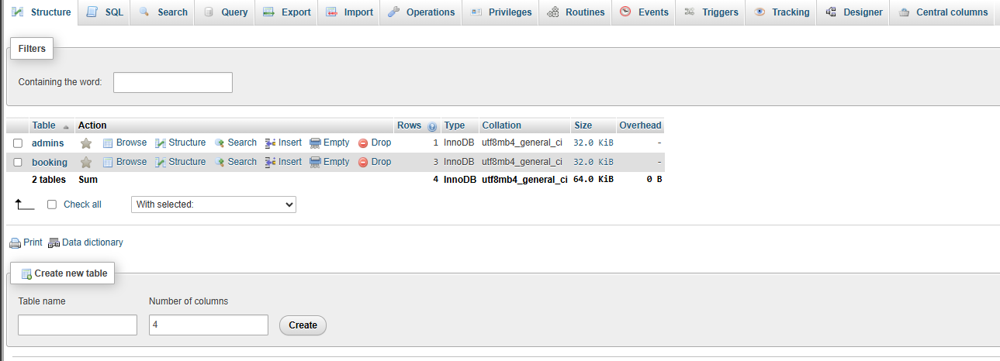 Structure SQL Search Query Export Import Operations Privileges Routines Events Triggers Tracking Designer Central columns
Filters
Containing the word:
Table Action Rows Type Collation Size Overhead
admins Browse Structure Search Insert Empty Drop 1 InnoDB utf8mb4_general_ci 32.0 KiB -
booking Browse Structure Search Insert Empty Drop 3 InnoDB utf8mb4_general_ci 32.0 KiB -
2 tables Sum 4 InnoDB utf8mb4_general_ci 64.0 KiB 0 B
Check all With selected:
Print Data dictionary
Create new table
Table name Number of columns
4 Create